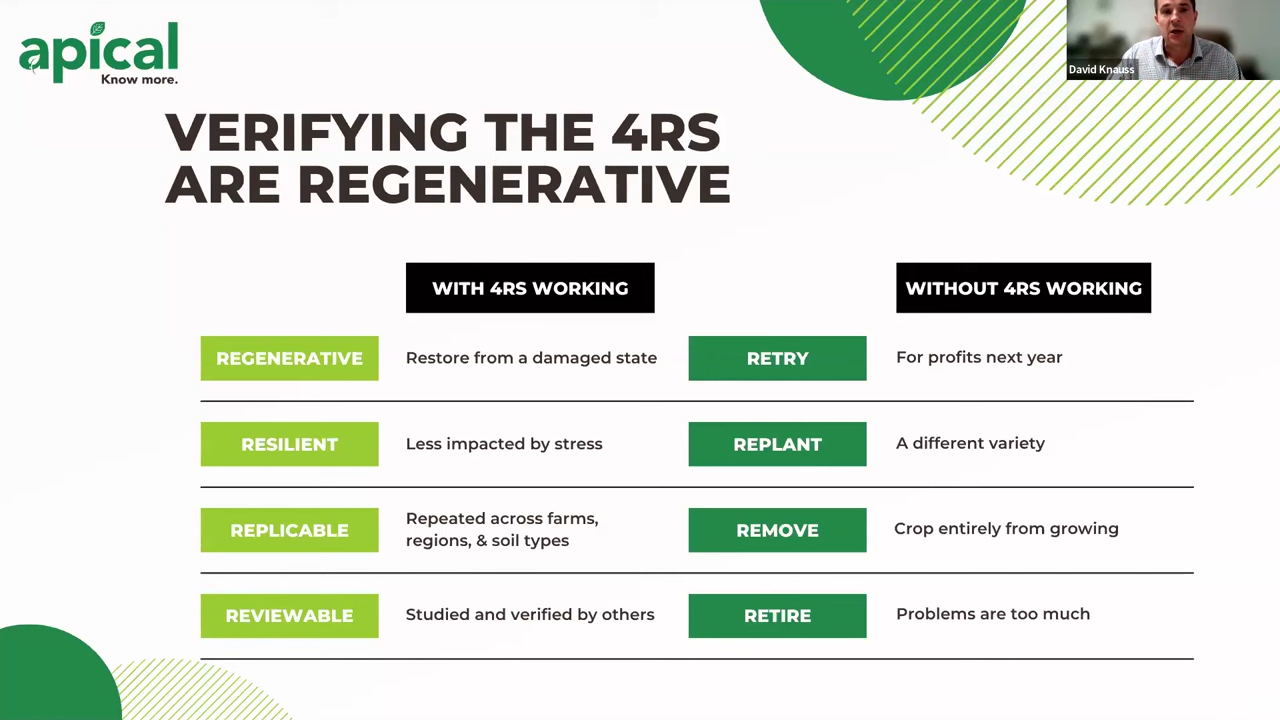 apical
Know more.
David Knauss
VERIFYING THE 4RS
ARE REGENERATIVE
WITH 4RS WORKING
WITHOUT 4RS WORKING
REGENERATIVE
Restore from a damaged state
RETRY
For profits next year
RESILIENT
Less impacted by stress
REPLANT
A different variety
REPLICABLE
Repeated across farms,
regions, & soil types
REMOVE
Crop entirely from growing
REVIEWABLE
Studied and verified by others
RETIRE
Problems are too much